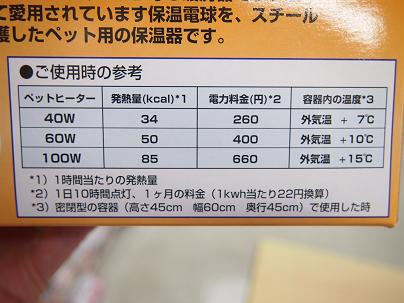 て愛用されています保温電球を、スチール
護したペット用の保温器です。
●ご使用時の参考
ペットヒーター 発熱量(kcal)*1 電力料金(円)*2 容器内の温度*3
40W 34 260 外気温 + 7℃
60W 50 400 外気温 +10℃
100W 85 660 外気温 +15℃
*1) 1時間当たりの発熱量
*2) 1日10時間点灯、1ヶ月の料金（1kwh当たり22円換算）
*3) 密閉型の容器（高さ45cm 幅60cm 奥行45cm）で使用した時